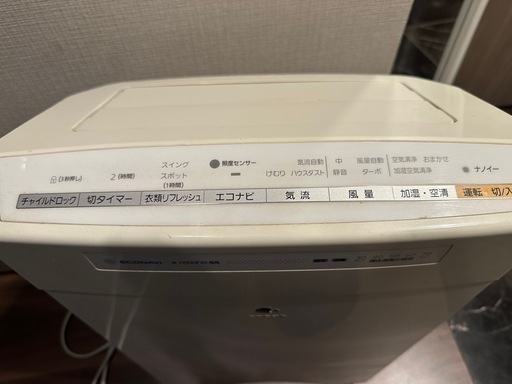 スイング 照度センサー 気流自動 中 風量自動 空気清浄 おまかせ
(3秒押し) 2(時間) スポット けむり ハウスダスト 静音 ターボ 加湿空気清浄 ナノイー
(1時間)
チャイルドロック 切タイマー 衣類リフレッシュ エコナビ 気流 風量 加湿・空清 運転 切/入
ECONAVI